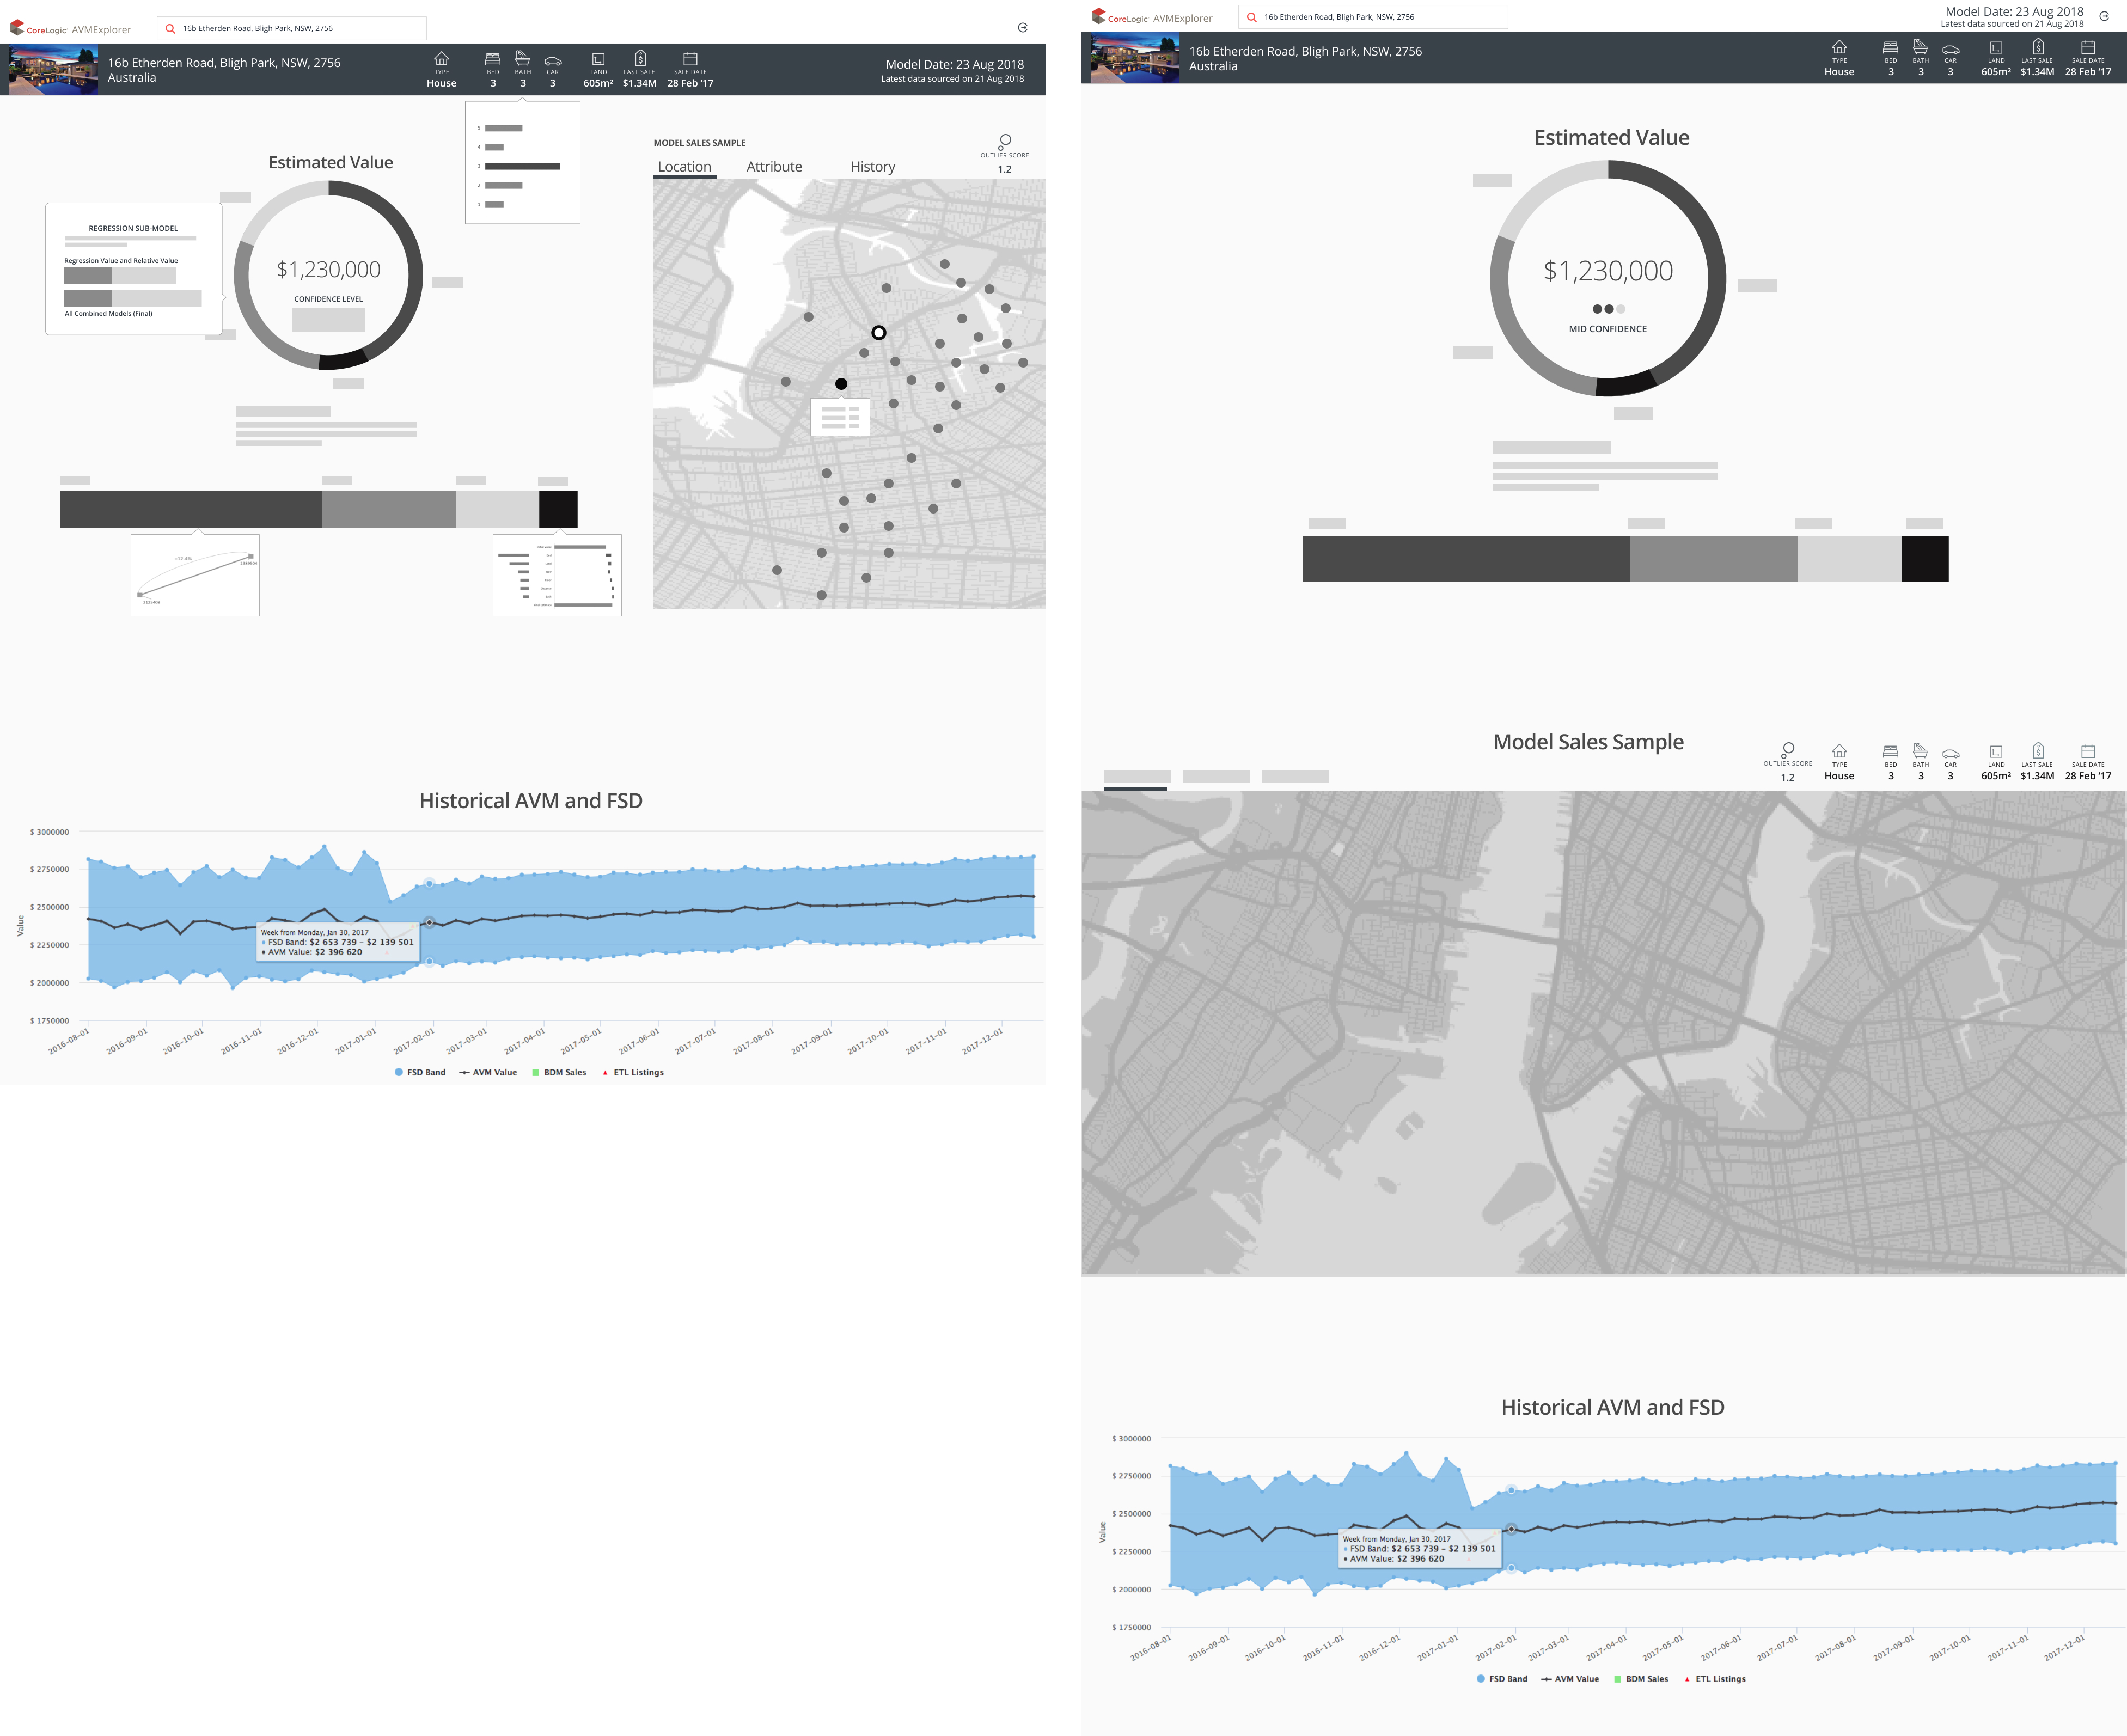 CoreLogic AVMExplorer
16b Etherden Road, Bligh Park, NSW, 2756
16b Etherden Road, Bligh Park, NSW, 2756
Australia
TYPE BED BATH CAR LAND LAST SALE SALE DATE
House 3 3 3 605m² $1.34M 28 Feb '17
Model Date: 23 Aug 2018
Latest data sourced on 21 Aug 2018
5
4
3
2
1
Estimated Value
REGRESSION SUB-MODEL
Regression Value and Relative Value
All Combined Models (Final)
$1,230,000
CONFIDENCE LEVEL
MODEL SALES SAMPLE
OUTLIER SCORE
1.2
Location Attribute History
+12.4%
Historical AVM and FSD
$ 3000000
$ 2750000
$ 2500000
$ 2250000
$ 2000000
$ 1750000
Value
Week from Monday, Jan 30, 2017
FSD Band: $2 653 739 – $2 139 501
AVM Value: $2 396 620
2016-08-01 2016-09-01 2016-10-01 2016-11-01 2016-12-01 2017-01-01 2017-02-01 2017-03-01 2017-04-01 2017-05-01 2017-06-01 2017-07-01 2017-08-01 2017-09-01 2017-10-01 2017-11-01 2017-12-01
FSD Band AVM Value BDM Sales ETL Listings
CoreLogic AVMExplorer
16b Etherden Road, Bligh Park, NSW, 2756
Model Date: 23 Aug 2018
Latest data sourced on 21 Aug 2018
16b Etherden Road, Bligh Park, NSW, 2756
Australia
TYPE BED BATH CAR LAND LAST SALE SALE DATE
House 3 3 3 605m² $1.34M 28 Feb '17
Estimated Value
$1,230,000
MID CONFIDENCE
Model Sales Sample
OUTLIER SCORE TYPE BED BATH CAR LAND LAST SALE SALE DATE
1.2 House 3 3 3 605m² $1.34M 28 Feb '17
Historical AVM and FSD
$ 3000000
$ 2750000
$ 2500000
$ 2250000
$ 2000000
$ 1750000
Value
Week from Monday, Jan 30, 2017
FSD Band: $2 653 739 – $2 139 501
AVM Value: $2 396 620
2016-08-01 2016-09-01 2016-10-01 2016-11-01 2016-12-01 2017-01-01 2017-02-01 2017-03-01 2017-04-01 2017-05-01 2017-06-01 2017-07-01 2017-08-01 2017-09-01 2017-10-01 2017-11-01 2017-12-01
FSD Band AVM Value BDM Sales ETL Listings